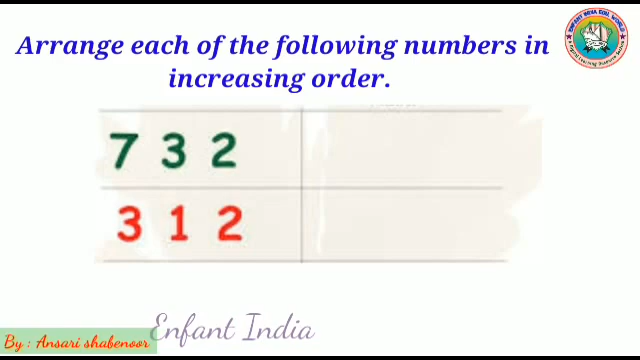 Arrange each of the following numbers in
increasing order.
7 3 2
3 1 2
Enfant India
By : Ansari shabenoor